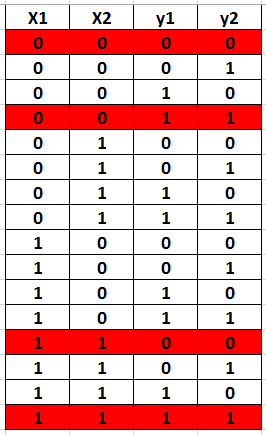 X1 X2 y1 y2
0 0 0 0
0 0 0 1
0 0 1 0
0 0 1 1
0 1 0 0
0 1 0 1
0 1 1 0
0 1 1 1
1 0 0 0
1 0 0 1
1 0 1 0
1 0 1 1
1 1 0 0
1 1 0 1
1 1 1 0
1 1 1 1